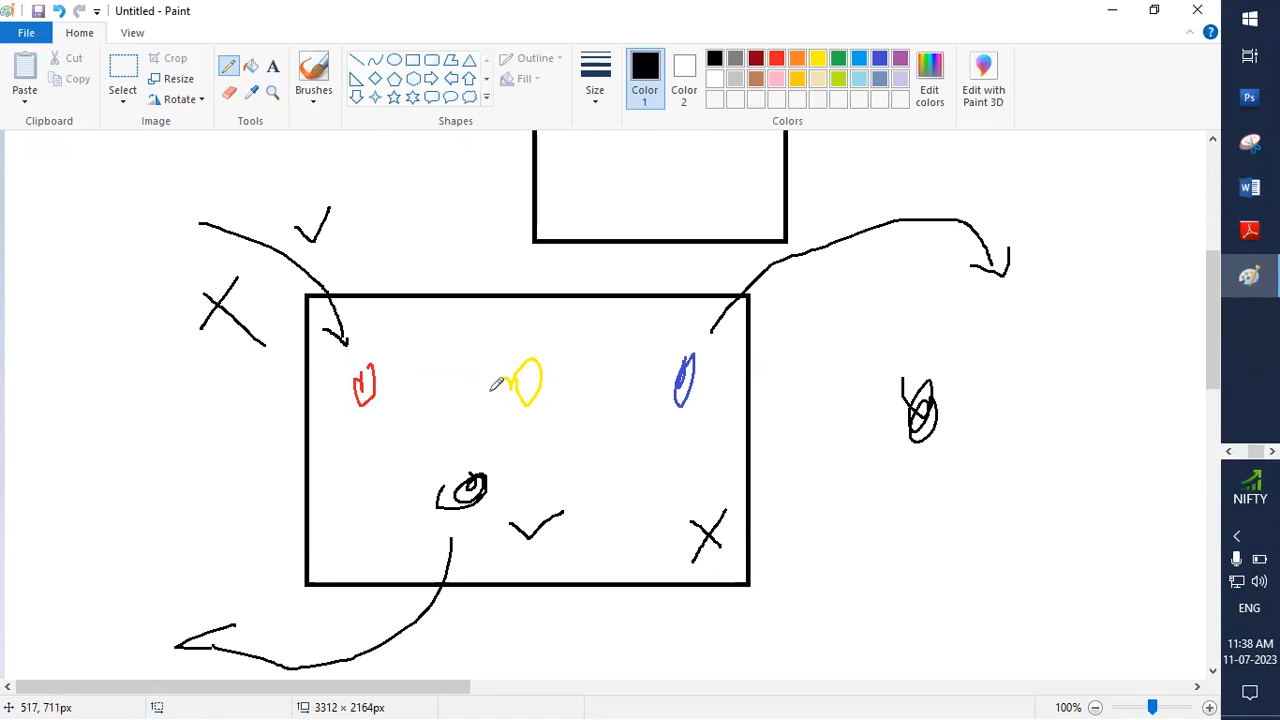 Untitled - Paint
File
Home
View
Paste
Cut
Copy
Clipboard
Select
Crop
Resize
Rotate
Image
A
Tools
Brushes
Shapes
Outline
Fill
Size
Color 1
Color 2
Colors
Edit colors
Edit with Paint 3D
Ps
W
NIFTY
ENG
11:38 AM
11-07-2023
517, 711px
3312 × 2164px
100%